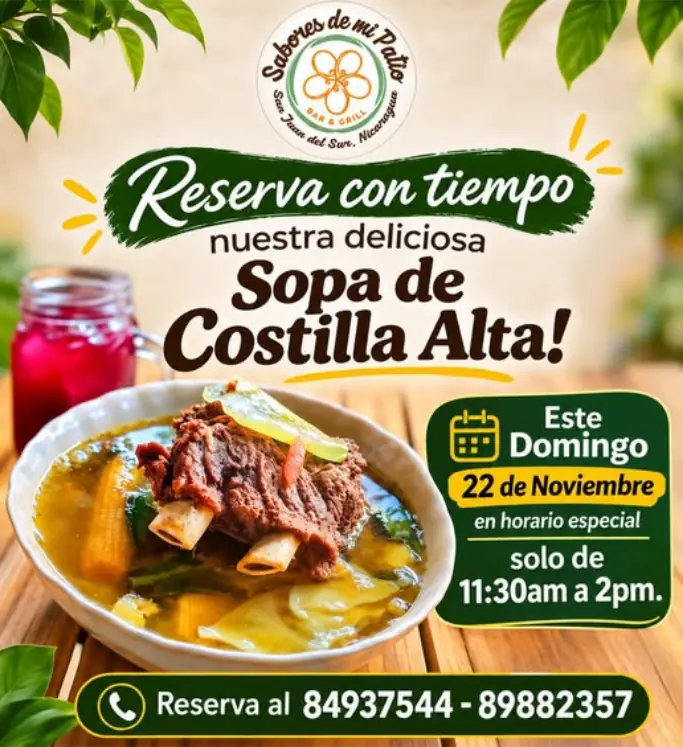 Sabores de mi Patio
BAR & GRILL
San Juan del Sur, Nicaragua
Reserva con tiempo
nuestra deliciosa
Sopa de
Costilla Alta!
Este
Domingo
22 de Noviembre
en horario especial
solo de
11:30am a 2pm.
Reserva al 84937544 - 89882357